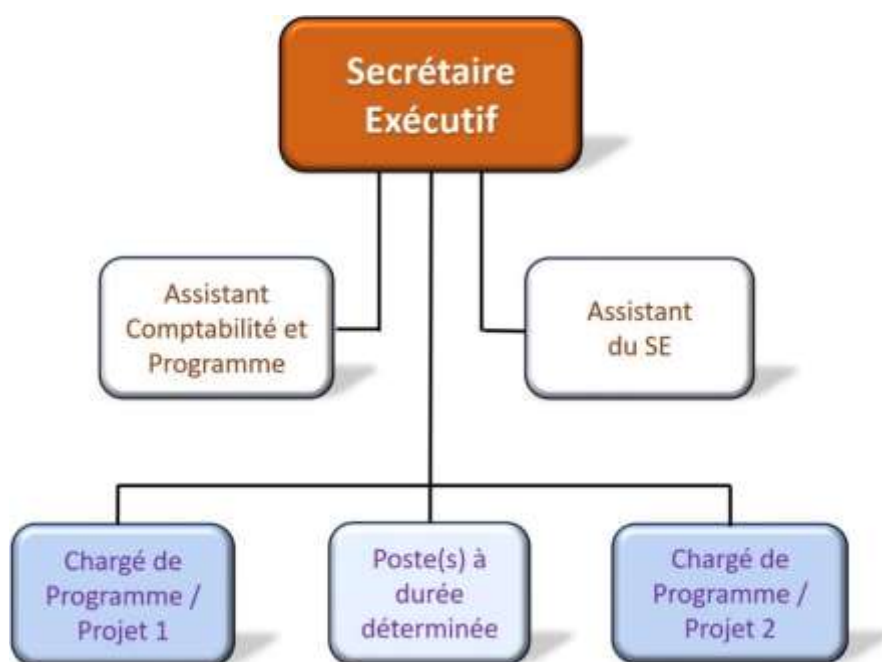 Secrétaire
Exécutif
Assistant
Comptabilité et
Programme
Assistant
du SE
Chargé de
Programme /
Projet 1
Poste(s) à
durée
déterminée
Chargé de
Programme /
Projet 2